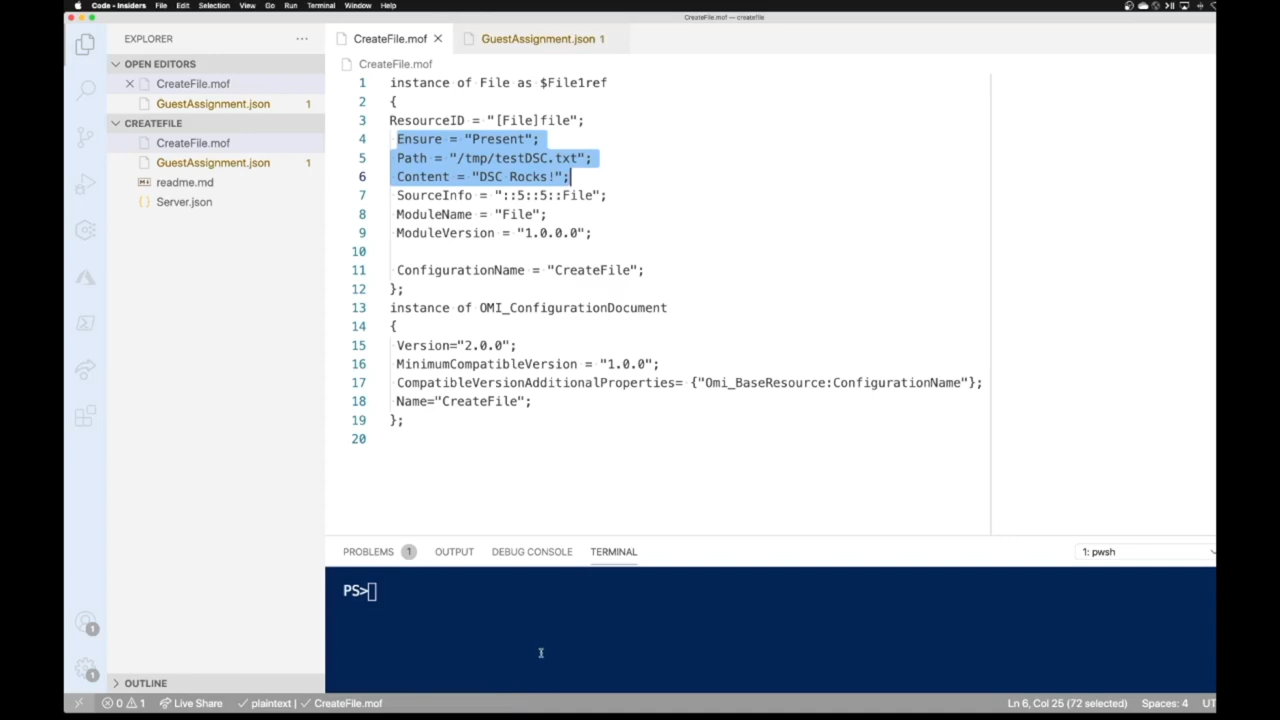 Code - Insiders File Edit Selection View Go Run Terminal Window Help
CreateFile.mof — createfile
EXPLORER
OPEN EDITORS
CreateFile.mof
GuestAssignment.json 1
CREATEFILE
CreateFile.mof
GuestAssignment.json 1
readme.md
Server.json
OUTLINE
1
1
CreateFile.mof
GuestAssignment.json 1
CreateFile.mof
1 instance of File as $File1ref
2 {
3 ResourceID = "[File]file";
4 Ensure = "Present";
5 Path = "/tmp/testDSC.txt";
6 Content = "DSC Rocks!";
7 SourceInfo = "::5::5::File";
8 ModuleName = "File";
9 ModuleVersion = "1.0.0.0";
10
11 ConfigurationName = "CreateFile";
12 };
13 instance of OMI_ConfigurationDocument
14 {
15 Version="2.0.0";
16 MinimumCompatibleVersion = "1.0.0";
17 CompatibleVersionAdditionalProperties= {"Omi_BaseResource:ConfigurationName"};
18 Name="CreateFile";
19 };
20
PROBLEMS 1 OUTPUT DEBUG CONSOLE TERMINAL 1: pwsh
PS>
0 1 Live Share plaintext | CreateFile.mof Ln 6, Col 25 (72 selected) Spaces: 4 UT